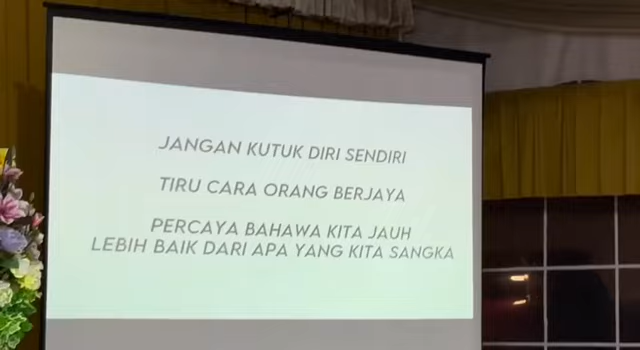 JANGAN KUTUK DIRI SENDIRI
TIRU CARA ORANG BERJAYA
PERCAYA BAHAWA KITA JAUH
LEBIH BAIK DARI APA YANG KITA SANGKA